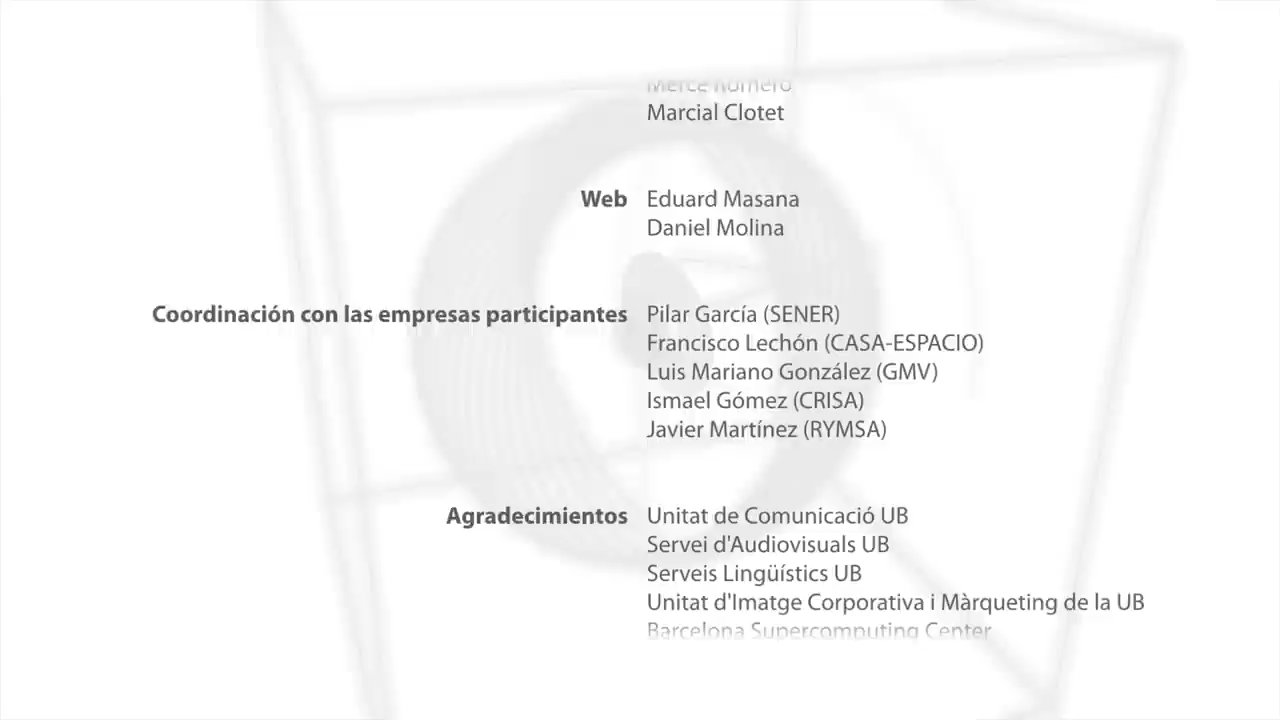 Mercè Romero
Marcial Clotet
Web Eduard Masana
Daniel Molina
Coordinación con las empresas participantes Pilar García (SENER)
Francisco Lechón (CASA-ESPACIO)
Luis Mariano González (GMV)
Ismael Gómez (CRISA)
Javier Martínez (RYMSA)
Agradecimientos Unitat de Comunicació UB
Servei d'Audiovisuals UB
Serveis Lingüístics UB
Unitat d'Imatge Corporativa i Màrqueting de la UB
Barcelona Supercomputing Center